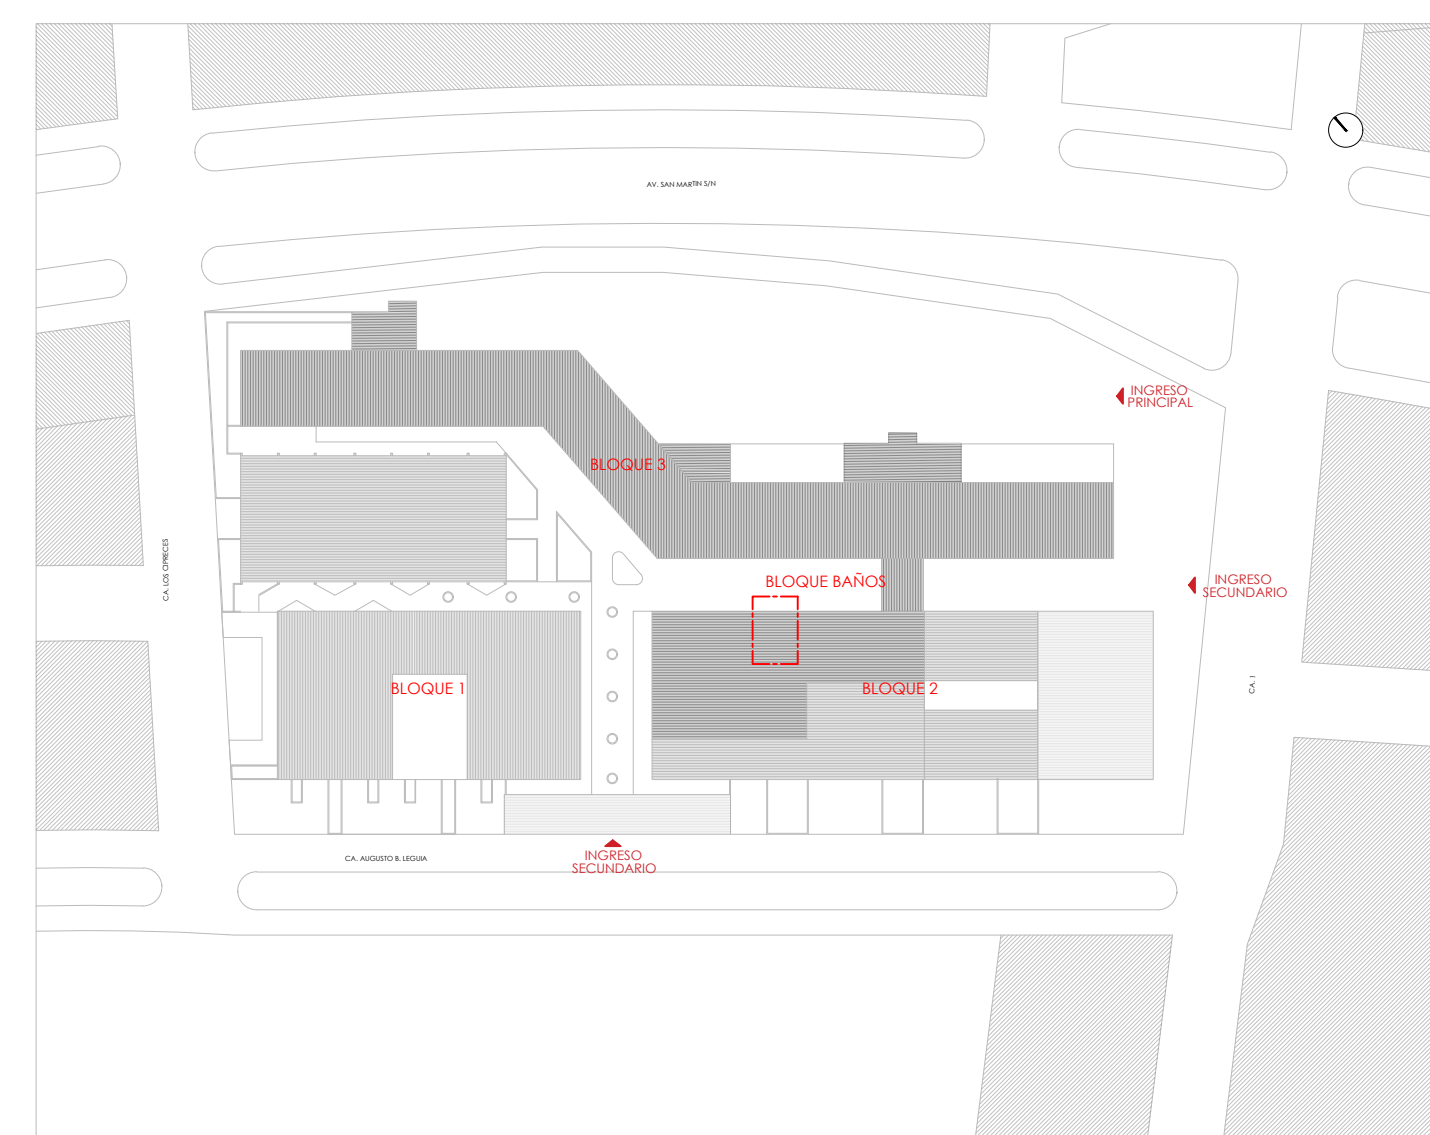 AV. SAN MARTIN S/N
INGRESO
PRINCIPAL
BLOQUE 3
CA. LOS CIPRECES
BLOQUE BAÑOS
INGRESO
SECUNDARIO
BLOQUE 1
BLOQUE 2
CA. 1
CA. AUGUSTO B. LEGUIA
INGRESO
SECUNDARIO